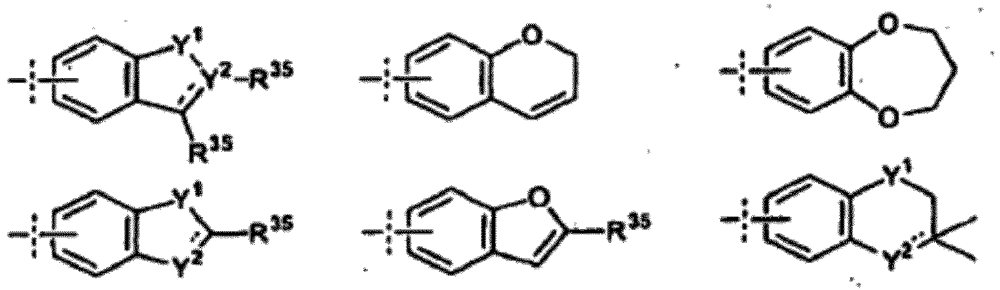 Y¹ O O
Y²-R³⁵
R³⁵ O
Y¹ O Y¹
R³⁵ R³⁵
Y² Y²